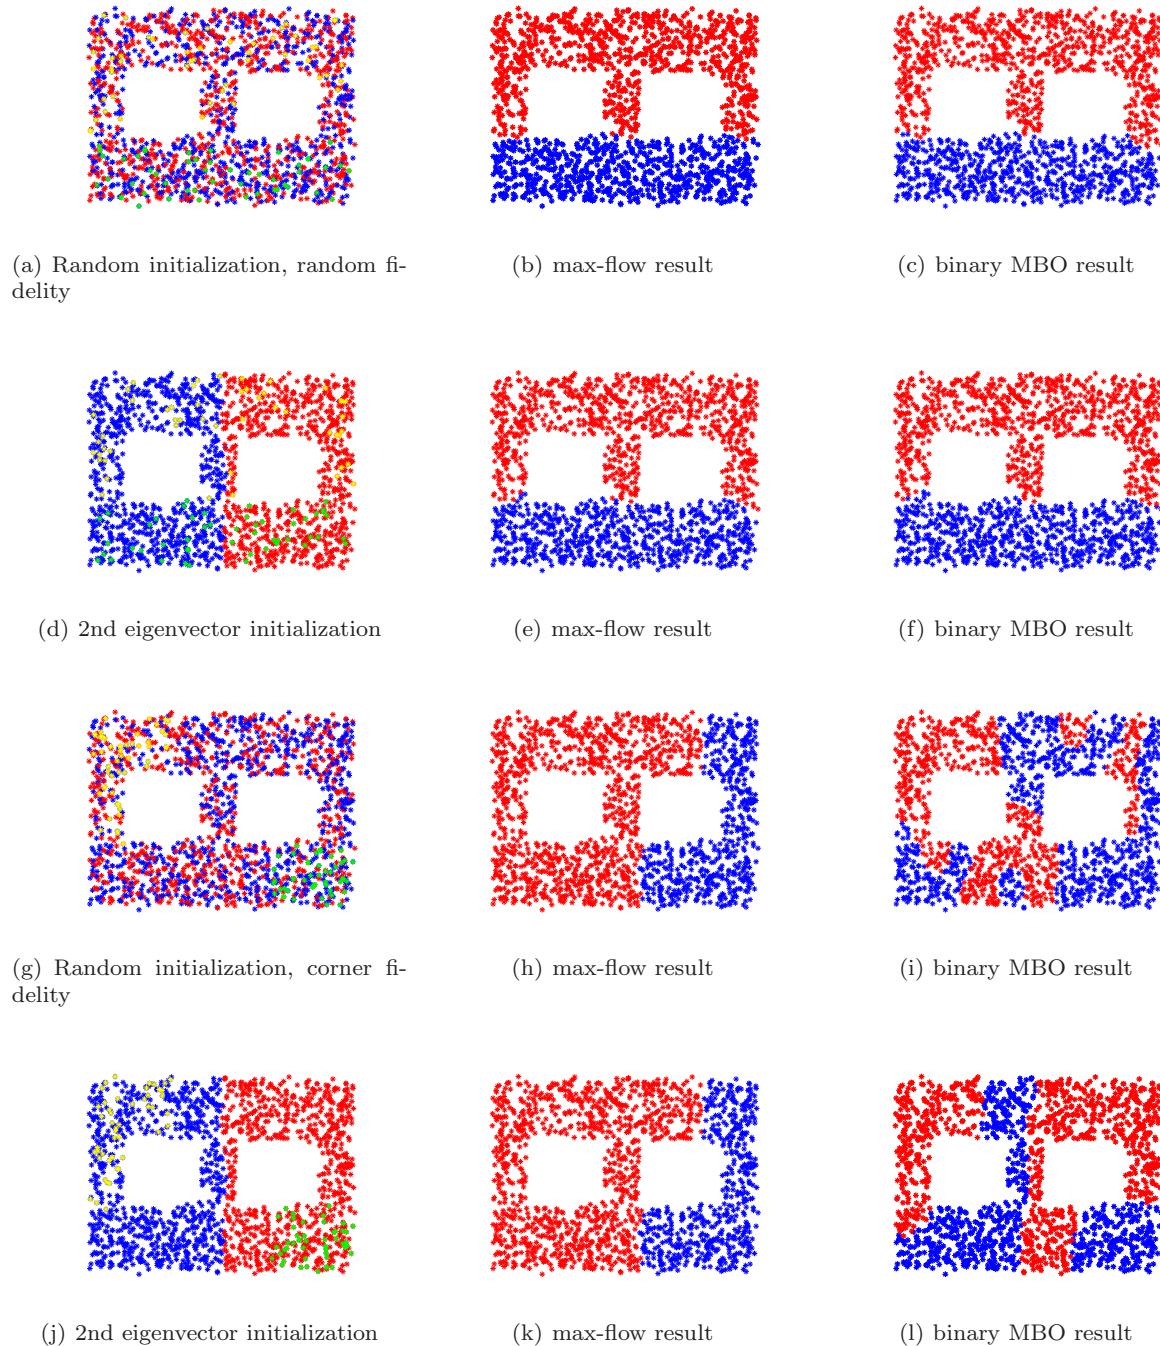 (a) Random initialization, random fi-
delity
(b) max-flow result
(c) binary MBO result
(d) 2nd eigenvector initialization
(e) max-flow result
(f) binary MBO result
(g) Random initialization, corner fi-
delity
(h) max-flow result
(i) binary MBO result
(j) 2nd eigenvector initialization
(k) max-flow result
(l) binary MBO result